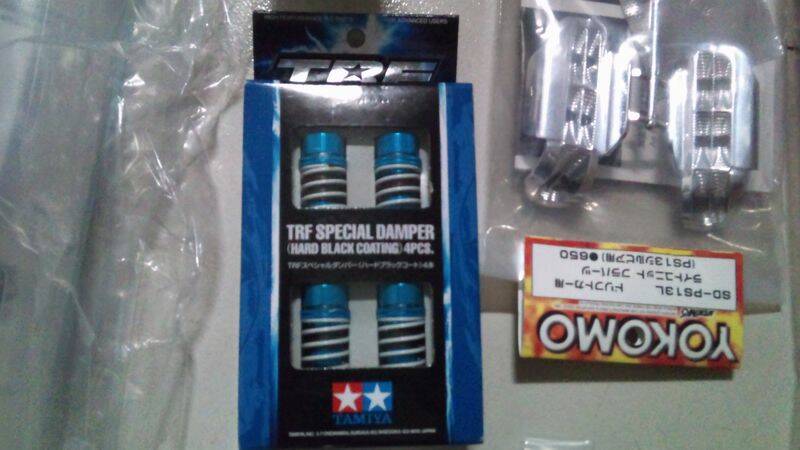 TRF
TRF SPECIAL DAMPER
(HARD BLACK COATING) 4PCS.
TRFスペシャルダンパー(ハードブラックコート)4本
TAMIYA
SD-PS13L ドリフトカー用
ライトユニット プラパーツ
(PS13シルビア用) ●650
YOKOMO